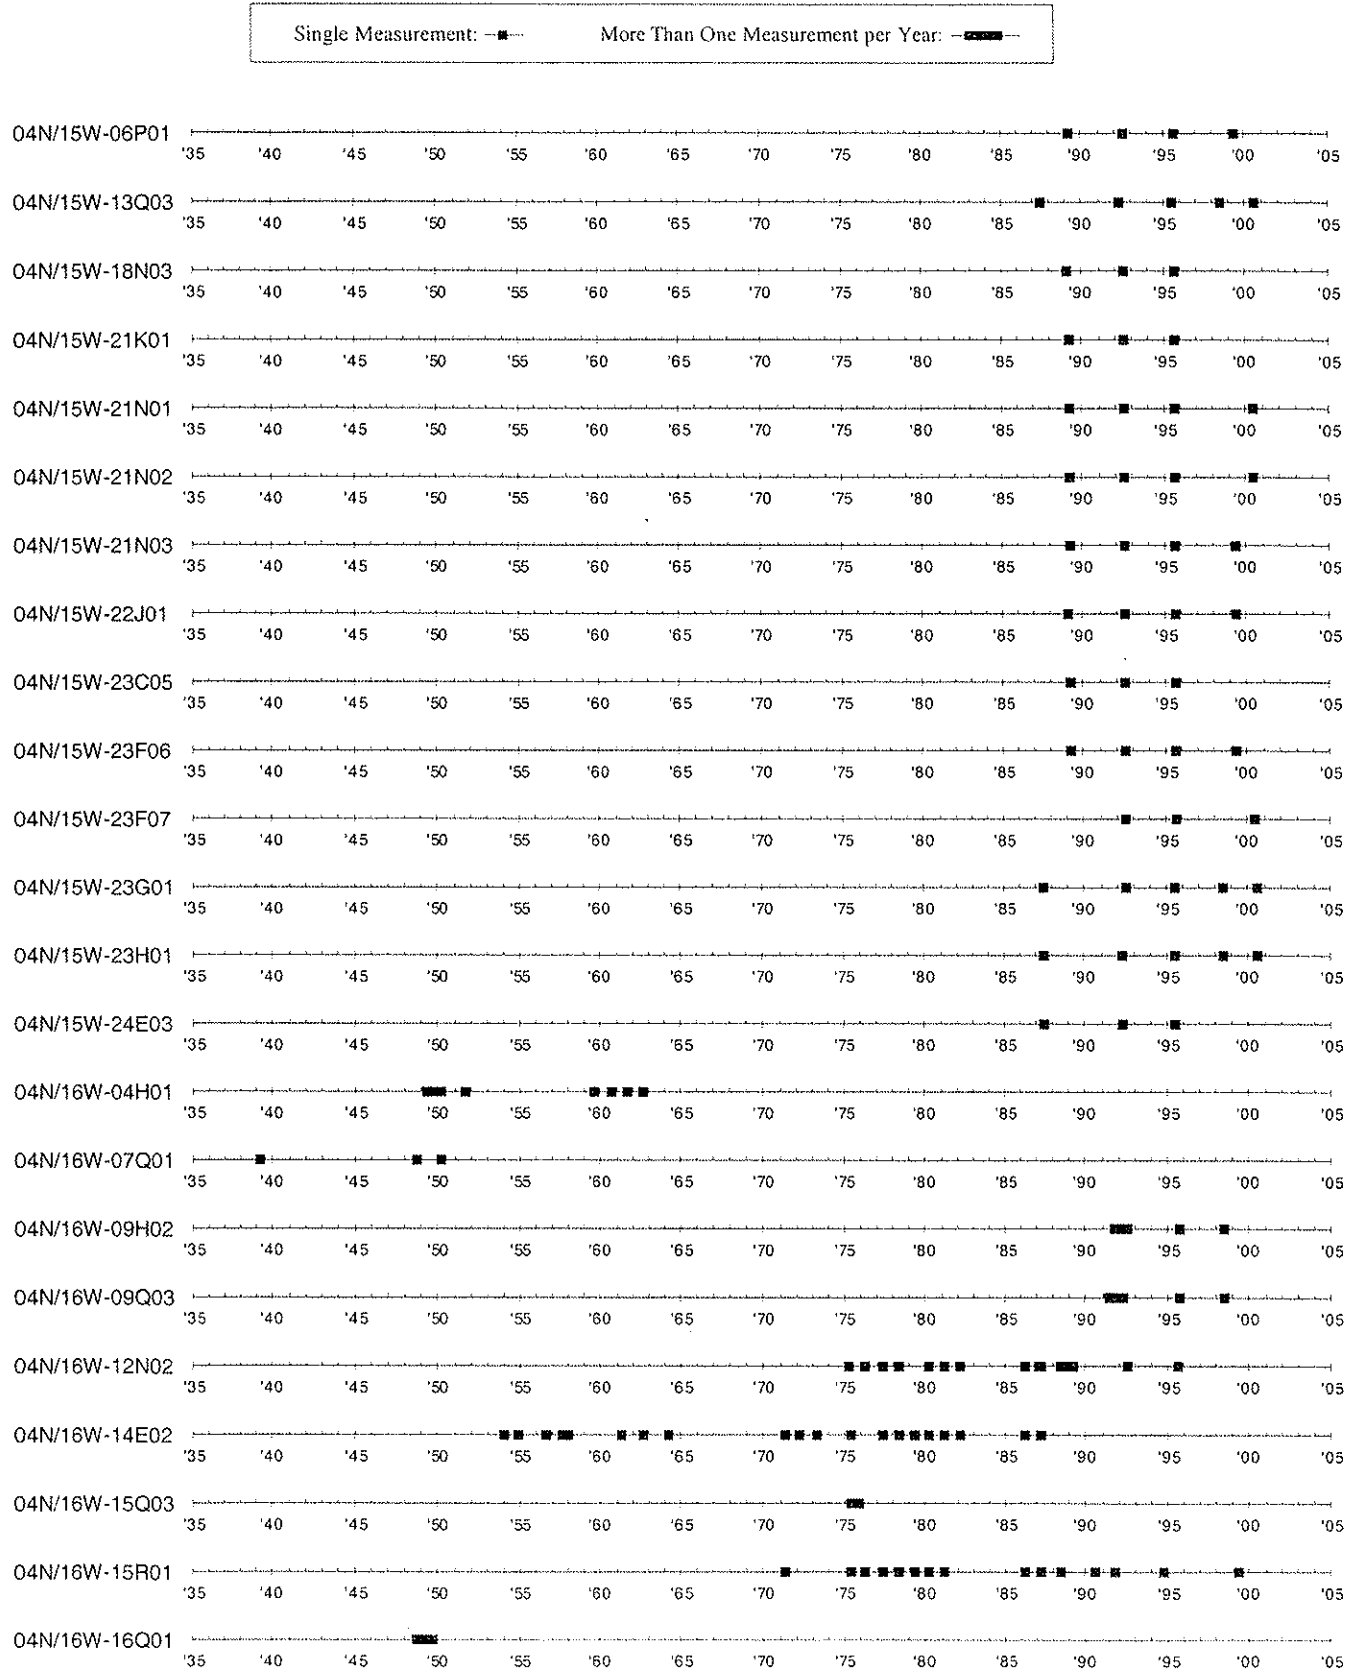 Single Measurement: More Than One Measurement per Year:
04N/15W-06P01
'35 '40 '45 '50 '55 '60 '65 '70 '75 '80 '85 '90 '95 '00 '05
04N/15W-13Q03
'35 '40 '45 '50 '55 '60 '65 '70 '75 '80 '85 '90 '95 '00 '05
04N/15W-18N03
'35 '40 '45 '50 '55 '60 '65 '70 '75 '80 '85 '90 '95 '00 '05
04N/15W-21K01
'35 '40 '45 '50 '55 '60 '65 '70 '75 '80 '85 '90 '95 '00 '05
04N/15W-21N01
'35 '40 '45 '50 '55 '60 '65 '70 '75 '80 '85 '90 '95 '00 '05
04N/15W-21N02
'35 '40 '45 '50 '55 '60 '65 '70 '75 '80 '85 '90 '95 '00 '05
04N/15W-21N03
'35 '40 '45 '50 '55 '60 '65 '70 '75 '80 '85 '90 '95 '00 '05
04N/15W-22J01
'35 '40 '45 '50 '55 '60 '65 '70 '75 '80 '85 '90 '95 '00 '05
04N/15W-23C05
'35 '40 '45 '50 '55 '60 '65 '70 '75 '80 '85 '90 '95 '00 '05
04N/15W-23F06
'35 '40 '45 '50 '55 '60 '65 '70 '75 '80 '85 '90 '95 '00 '05
04N/15W-23F07
'35 '40 '45 '50 '55 '60 '65 '70 '75 '80 '85 '90 '95 '00 '05
04N/15W-23G01
'35 '40 '45 '50 '55 '60 '65 '70 '75 '80 '85 '90 '95 '00 '05
04N/15W-23H01
'35 '40 '45 '50 '55 '60 '65 '70 '75 '80 '85 '90 '95 '00 '05
04N/15W-24E03
'35 '40 '45 '50 '55 '60 '65 '70 '75 '80 '85 '90 '95 '00 '05
04N/16W-04H01
'35 '40 '45 '50 '55 '60 '65 '70 '75 '80 '85 '90 '95 '00 '05
04N/16W-07Q01
'35 '40 '45 '50 '55 '60 '65 '70 '75 '80 '85 '90 '95 '00 '05
04N/16W-09H02
'35 '40 '45 '50 '55 '60 '65 '70 '75 '80 '85 '90 '95 '00 '05
04N/16W-09Q03
'35 '40 '45 '50 '55 '60 '65 '70 '75 '80 '85 '90 '95 '00 '05
04N/16W-12N02
'35 '40 '45 '50 '55 '60 '65 '70 '75 '80 '85 '90 '95 '00 '05
04N/16W-14E02
'35 '40 '45 '50 '55 '60 '65 '70 '75 '80 '85 '90 '95 '00 '05
04N/16W-15Q03
'35 '40 '45 '50 '55 '60 '65 '70 '75 '80 '85 '90 '95 '00 '05
04N/16W-15R01
'35 '40 '45 '50 '55 '60 '65 '70 '75 '80 '85 '90 '95 '00 '05
04N/16W-16Q01
'35 '40 '45 '50 '55 '60 '65 '70 '75 '80 '85 '90 '95 '00 '05